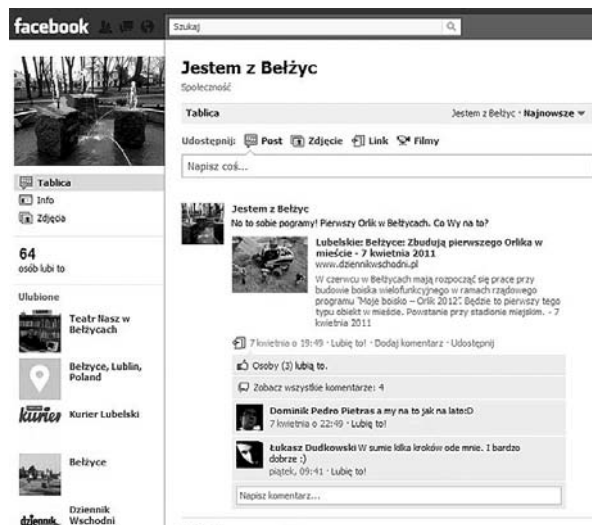 facebook
Szukaj
Jestem z Bełżyc
Społeczność
Tablica
Jestem z Bełżyc · Najnowsze
Udostępnij: Post Zdjęcie Link Filmy
Napisz coś...
Tablica
Info
Zdjęcia
64
osób lubi to
Ulubione
Teatr Nasz w
Bełżycach
Bełżyce, Lublin,
Poland
kurier
Kurier Lubelski
Bełżyce
dziennik
Dziennik
Wschodni
Jestem z Bełżyc
No to sobie pogramy! Pierwszy Orlik w Bełżycach. Co Wy na to?
Lubelskie: Bełżyce: Zbudują pierwszego Orlika w
mieście - 7 kwietnia 2011
www.dziennikwschodni.pl
W czerwcu w Bełżycach mają rozpocząć się prace przy
budowie boiska wielofunkcyjnego w ramach rządowego
programu "Moje boisko – Orlik 2012". Będzie to pierwszy tego
typu obiekt w mieście. Powstanie przy stadionie miejskim. - 7
kwietnia 2011
7 kwietnia o 19:49 · Lubię to! · Dodaj komentarz · Udostępnij
Osoby (3) lubią to.
Zobacz wszystkie komentarze: 4
Dominik Pedro Pietras a my na to jak na lato:D
7 kwietnia o 22:49 · Lubię to!
Łukasz Dudkowski W sumie kilka kroków ode mnie. I bardzo
dobrze :)
piątek, 09:41 · Lubię to!
Napisz komentarz...